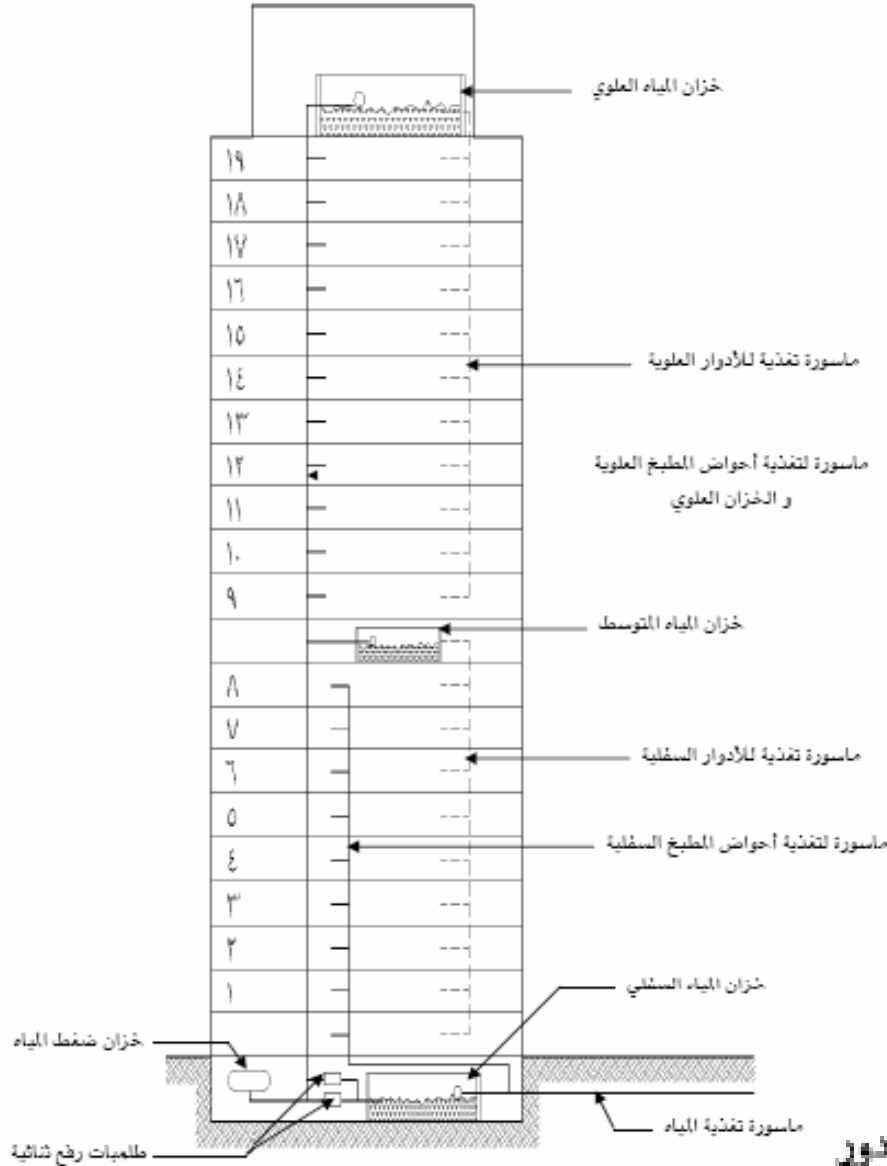 خزان المياه العلوي
١٩
١٨
١٧
١٦
١٥
ماسورة تغذية للأدوار العلوية
١٤
١٣
١٢
ماسورة لتغذية أحواض المطبخ العلوية
و الخزان العلوي
١١
١٠
٩
خزان المياه المتوسط
٨
٧
ماسورة تغذية للأدوار السفلية
٦
٥
ماسورة لتغذية أحواض المطبخ السفلية
٤
٣
٢
خزان المياه السفلي
١
خزان ضغط المياه
ماسورة تغذية المياه
طلمبات رفع ثنائية